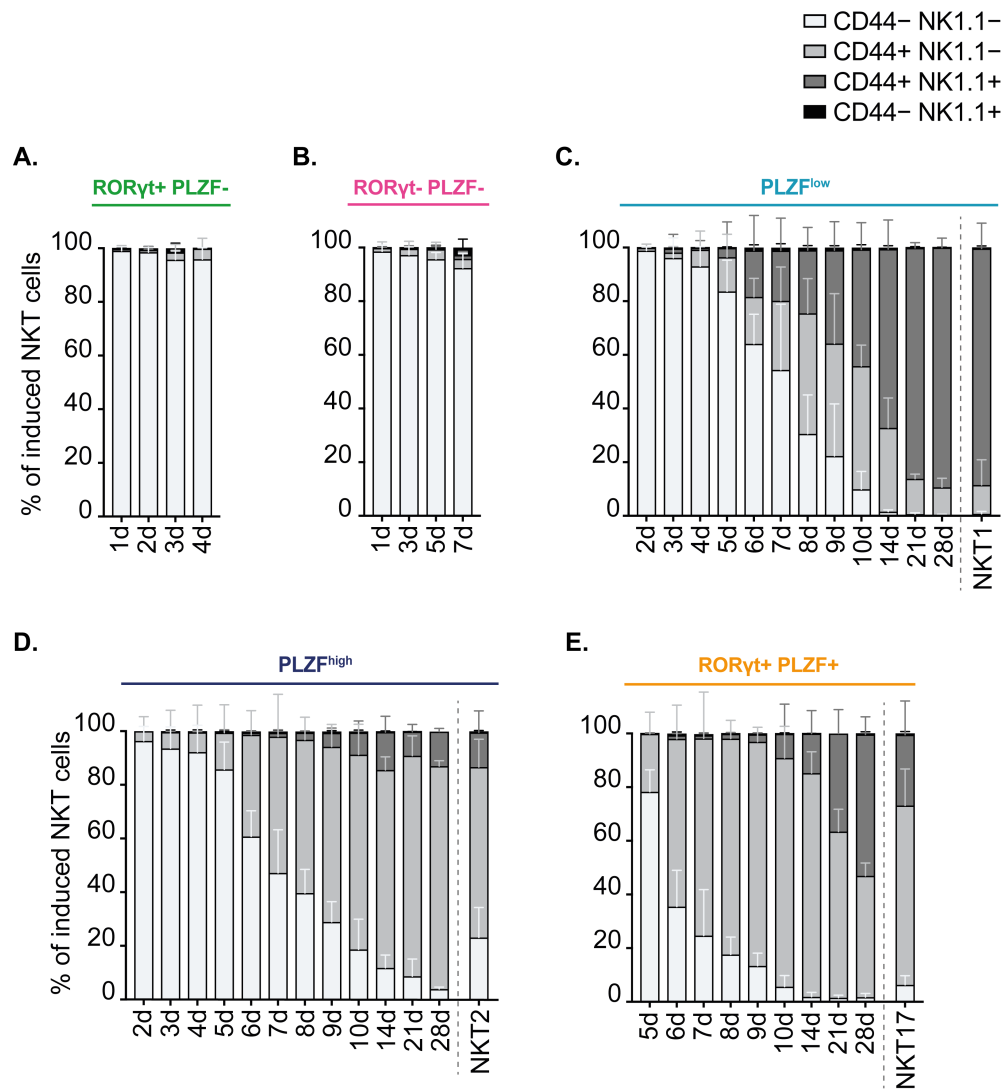 CD44− NK1.1−
CD44+ NK1.1−
CD44+ NK1.1+
CD44− NK1.1+
A.
RORγt+ PLZF-
% of induced NKT cells
100
80
60
40
20
0
1d 2d 3d 4d
B.
RORγt- PLZF-
100
80
60
40
20
0
1d 3d 5d 7d
C.
PLZFlow
100
80
60
40
20
0
2d 3d 4d 5d 6d 7d 8d 9d 10d 14d 21d 28d NKT1
D.
PLZFhigh
% of induced NKT cells
100
80
60
40
20
0
2d 3d 4d 5d 6d 7d 8d 9d 10d 14d 21d 28d NKT2
E.
RORγt+ PLZF+
100
80
60
40
20
0
5d 6d 7d 8d 9d 10d 14d 21d 28d NKT17